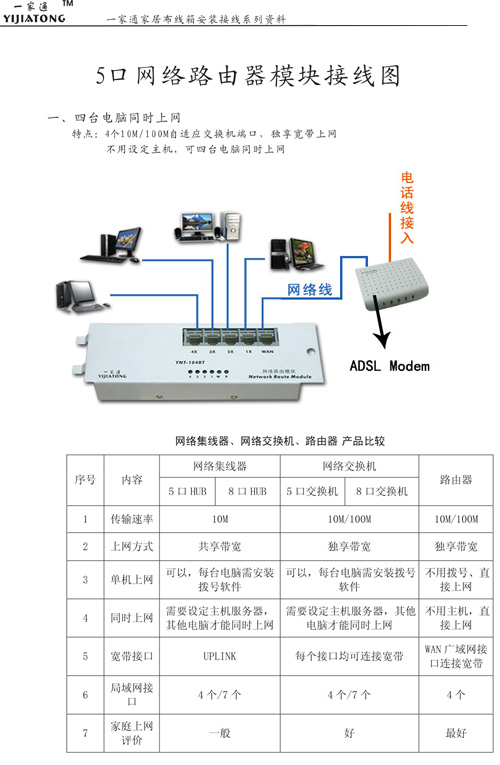 一家通 TM
YIJIATONG
一家通家居布线箱安装接线系列资料
5口网络路由器模块接线图
一、四台电脑同时上网
特点：4个10M/100M自适应交换机端口，独享宽带上网
不用设定主机，可四台电脑同时上网
电话线接入
网络线
ADSL Modem
4X 3X 2X 1X WAN
YNT-104BT
一家通
YIJIATONG
4 3 2 1 W P
网络路由模块
Network Route Module
网络集线器、网络交换机、路由器 产品比较
序号 内容 网络集线器 网络交换机 路由器
5口HUB 8口HUB 5口交换机 8口交换机
1 传输速率 10M 10M/100M 10M/100M
2 上网方式 共享带宽 独享带宽 独享带宽
3 单机上网 可以，每台电脑需安装
拨号软件
可以，每台电脑需安装拨号
软件
不用拨号、直
接上网
4 同时上网 需要设定主机服务器，
其他电脑才能同时上网
需要设定主机服务器，其他
电脑才能同时上网
不用主机，直
接上网
5 宽带接口 UPLINK 每个接口均可连接宽带 WAN广域网接
口连接宽带
6 局域网接
口
4个/7个 4个/7个 4个
7 家庭上网
评价
一般 好 最好